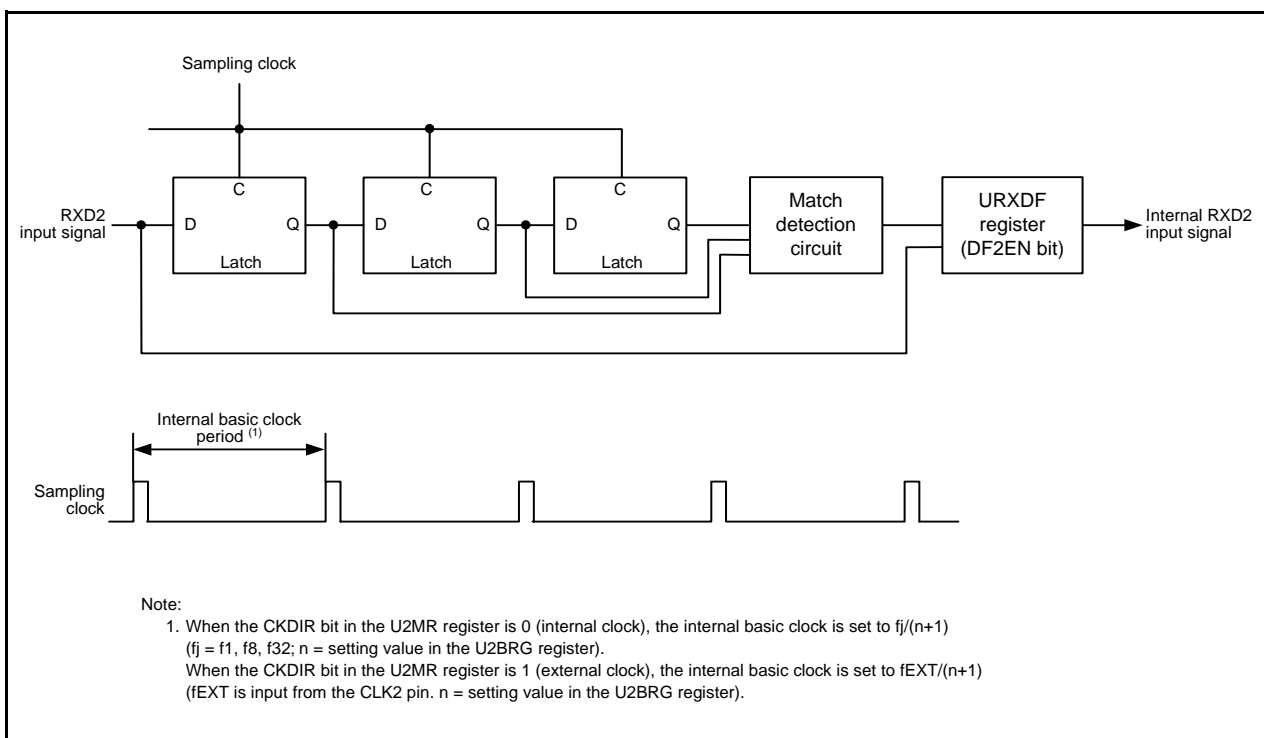 Sampling clock
C
C
C
RXD2
input signal
D
Q
D
Q
D
Q
Latch
Latch
Latch
Match
detection
circuit
URXDF
register
(DF2EN bit)
Internal RXD2
input signal
Internal basic clock
period (1)
Sampling
clock
Note:
1. When the CKDIR bit in the U2MR register is 0 (internal clock), the internal basic clock is set to fj/(n+1)
(fj = f1, f8, f32; n = setting value in the U2BRG register).
When the CKDIR bit in the U2MR register is 1 (external clock), the internal basic clock is set to fEXT/(n+1)
(fEXT is input from the CLK2 pin. n = setting value in the U2BRG register).